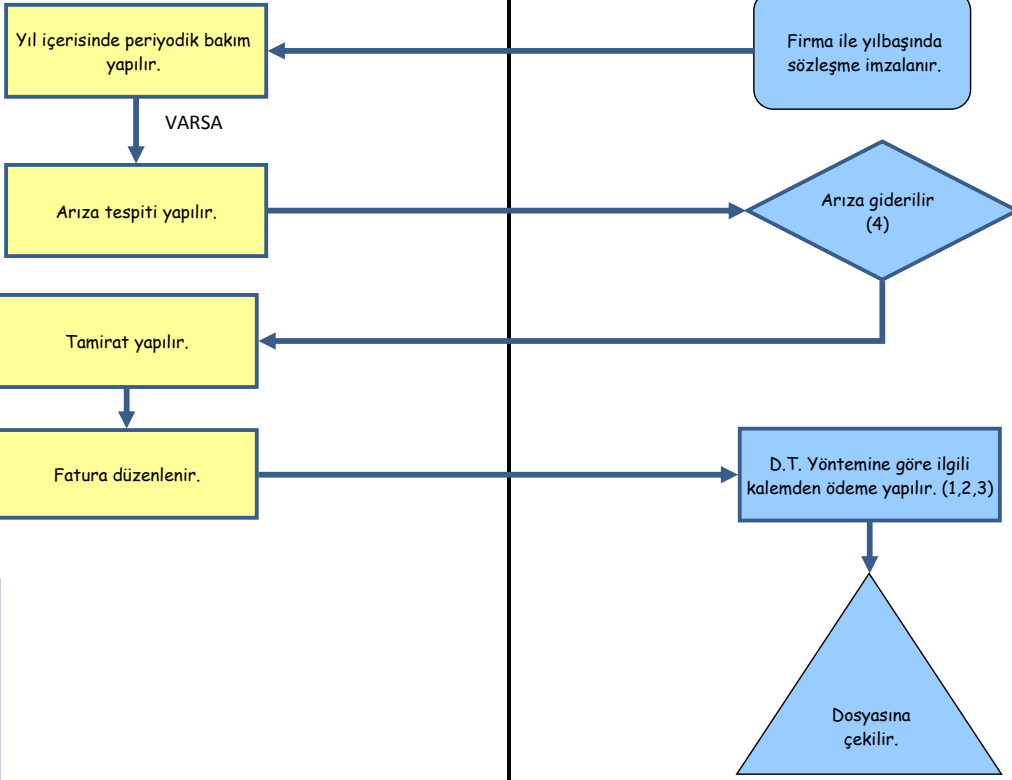 Yıl içerisinde periyodik bakım
yapılır.
Firma ile yılbaşında
sözleşme imzalanır.
VARSA
Arıza tespiti yapılır.
Arıza giderilir
(4)
Tamirat yapılır.
Fatura düzenlenir.
D.T. Yöntemine göre ilgili
kalemden ödeme yapılır. (1,2,3)
Dosyasına
çekilir.